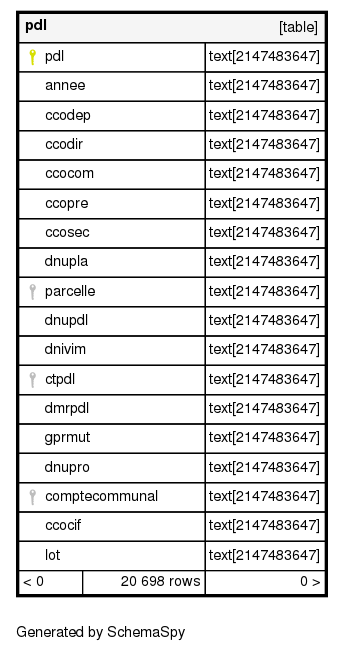 pdl [table]
pdl text[2147483647]
annee text[2147483647]
ccodep text[2147483647]
ccodir text[2147483647]
ccocom text[2147483647]
ccopre text[2147483647]
ccosec text[2147483647]
dnupla text[2147483647]
parcelle text[2147483647]
dnupdl text[2147483647]
dnivim text[2147483647]
ctpdl text[2147483647]
dmrpdl text[2147483647]
gprmut text[2147483647]
dnupro text[2147483647]
comptecommunal text[2147483647]
ccocif text[2147483647]
lot text[2147483647]
< 0 20 698 rows 0 >
Generated by SchemaSpy